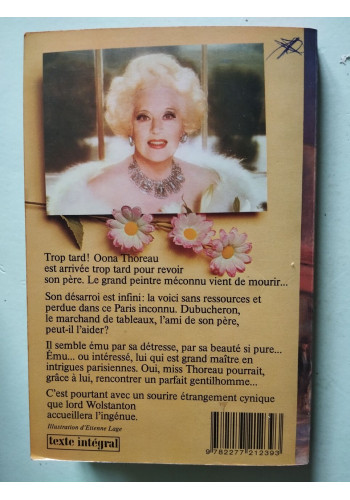 Trop tard! Oona Thoreau
est arrivée trop tard pour revoir
son père. Le grand peintre méconnu vient de mourir...
Son désarroi est infini: la voici sans ressources et
perdue dans ce Paris inconnu. Dubucheron,
le marchand de tableaux, l'ami de son père,
peut-il l'aider?
Il semble ému par sa détresse, par sa beauté si pure...
Ému... ou intéressé, lui qui est grand maître en
intrigues parisiennes. Oui, miss Thoreau pourrait,
grâce à lui, rencontrer un parfait gentilhomme...
C'est pourtant avec un sourire étrangement cynique
que lord Wolstanton
accueillera l'ingénue.
Illustration d'Etienne Lage
texte intégral
9 782277 212393